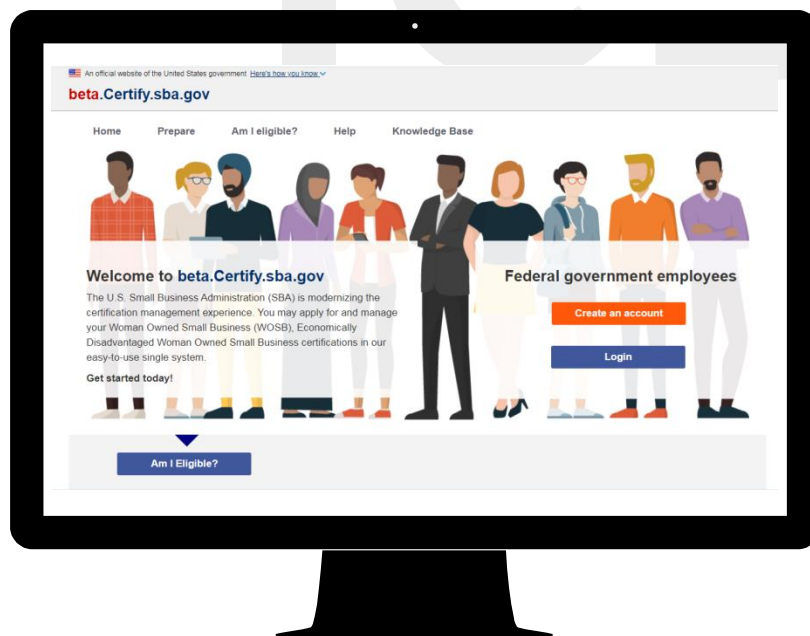 An official website of the United States government Here's how you know
beta.Certify.sba.gov
Home Prepare Am I eligible? Help Knowledge Base
Welcome to beta.Certify.sba.gov
The U.S. Small Business Administration (SBA) is modernizing the
certification management experience. You may apply for and manage
your Woman Owned Small Business (WOSB), Economically
Disadvantaged Woman Owned Small Business certifications in our
easy-to-use single system.
Get started today!
Federal government employees
Create an account
Login
Am I Eligible?